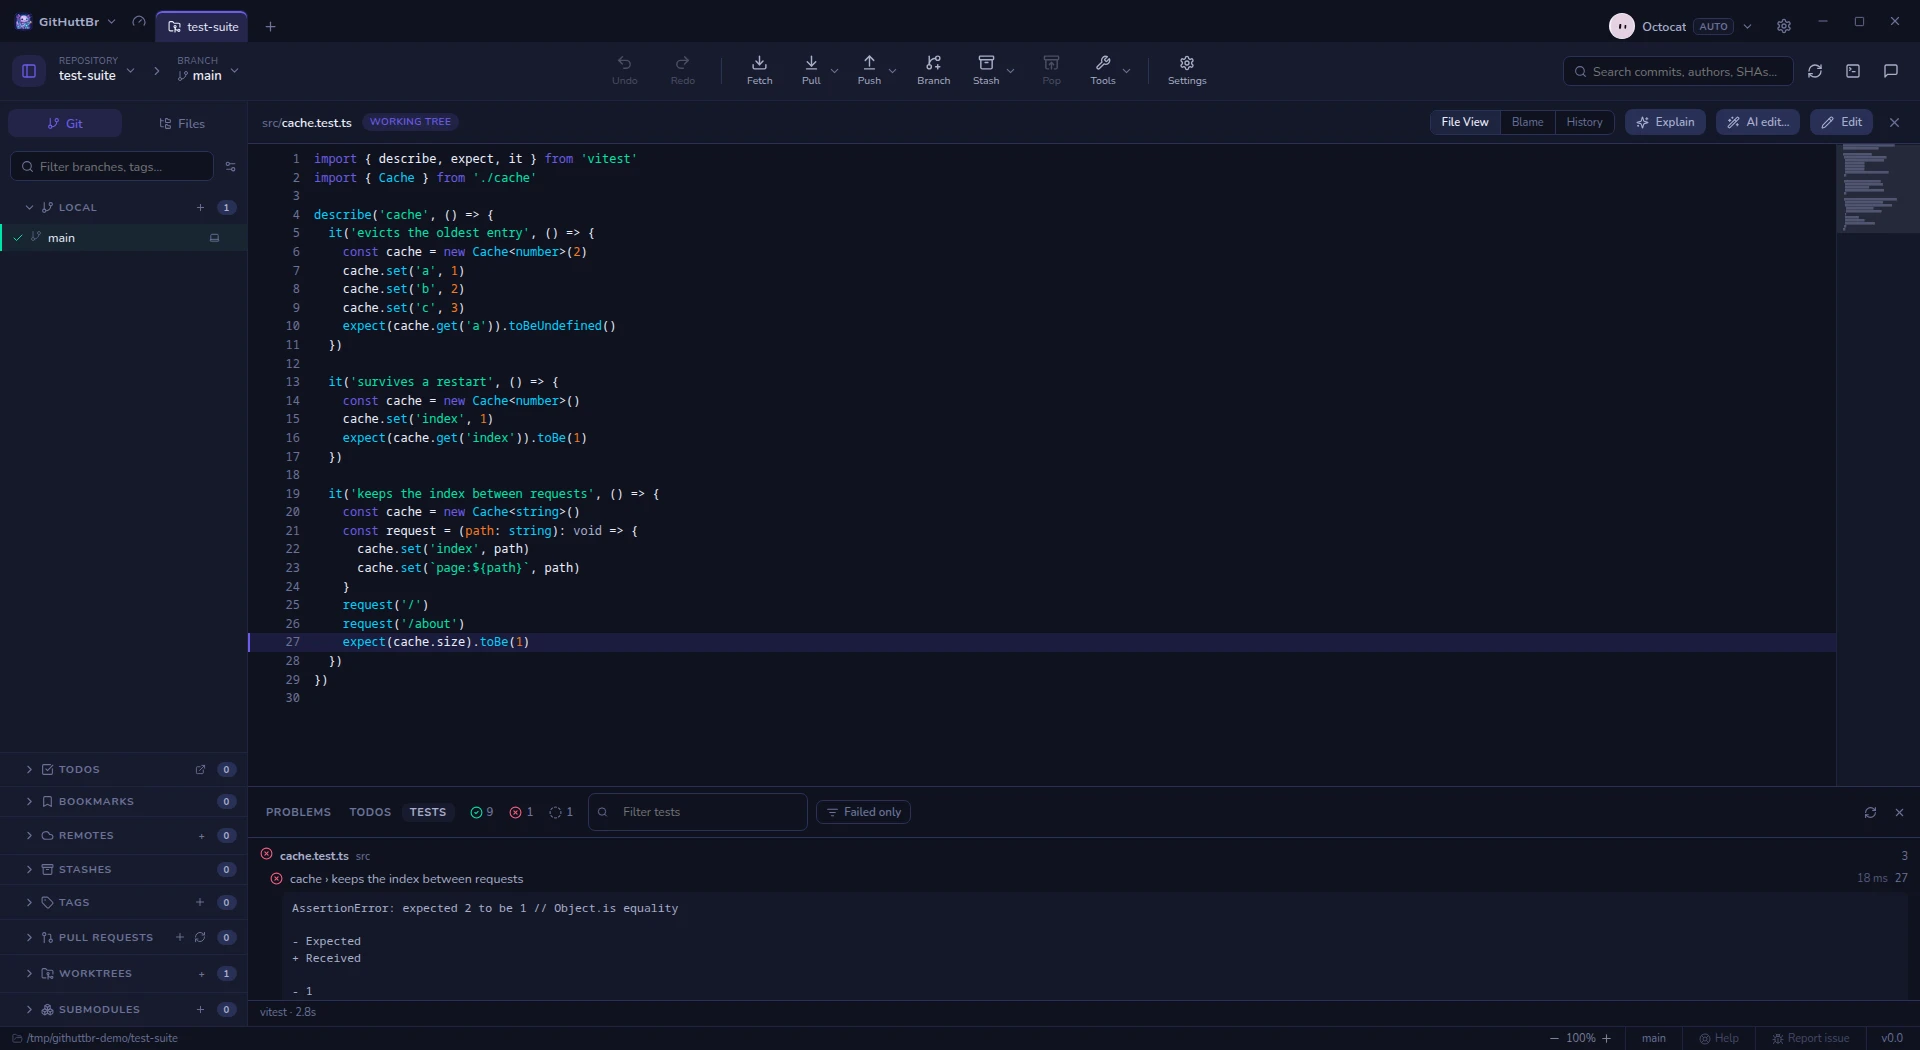 GitHuttBr
test-suite
Octocat AUTO
REPOSITORY
test-suite
BRANCH
main
Undo
Redo
Fetch
Pull
Push
Branch
Stash
Pop
Tools
Settings
Search commits, authors, SHAs...
Git
Files
src/cache.test.ts WORKING TREE
File View
Blame
History
Explain
AI edit...
Edit
Filter branches, tags...
LOCAL 1
main
1 import { describe, expect, it } from 'vitest'
2 import { Cache } from './cache'
3
4 describe('cache', () => {
5   it('evicts the oldest entry', () => {
6     const cache = new Cache<number>(2)
7     cache.set('a', 1)
8     cache.set('b', 2)
9     cache.set('c', 3)
10     expect(cache.get('a')).toBeUndefined()
11   })
12
13   it('survives a restart', () => {
14     const cache = new Cache<number>()
15     cache.set('index', 1)
16     expect(cache.get('index')).toBe(1)
17   })
18
19   it('keeps the index between requests', () => {
20     const cache = new Cache<string>()
21     const request = (path: string): void => {
22       cache.set('index', path)
23       cache.set(`page:${path}`, path)
24     }
25     request('/')
26     request('/about')
27     expect(cache.size).toBe(1)
28   })
29 })
30
TODOS 0
BOOKMARKS 0
REMOTES 0
STASHES 0
TAGS 0
PULL REQUESTS 0
WORKTREES 1
SUBMODULES 0
PROBLEMS
TODOS
TESTS
9
1
1
Filter tests
Failed only
cache.test.ts src 3
cache › keeps the index between requests 18 ms 27
AssertionError: expected 2 to be 1 // Object.is equality
- Expected
+ Received
- 1
vitest · 2.8s
/tmp/githuttbr-demo/test-suite
100%
main
Help
Report issue
v0.0